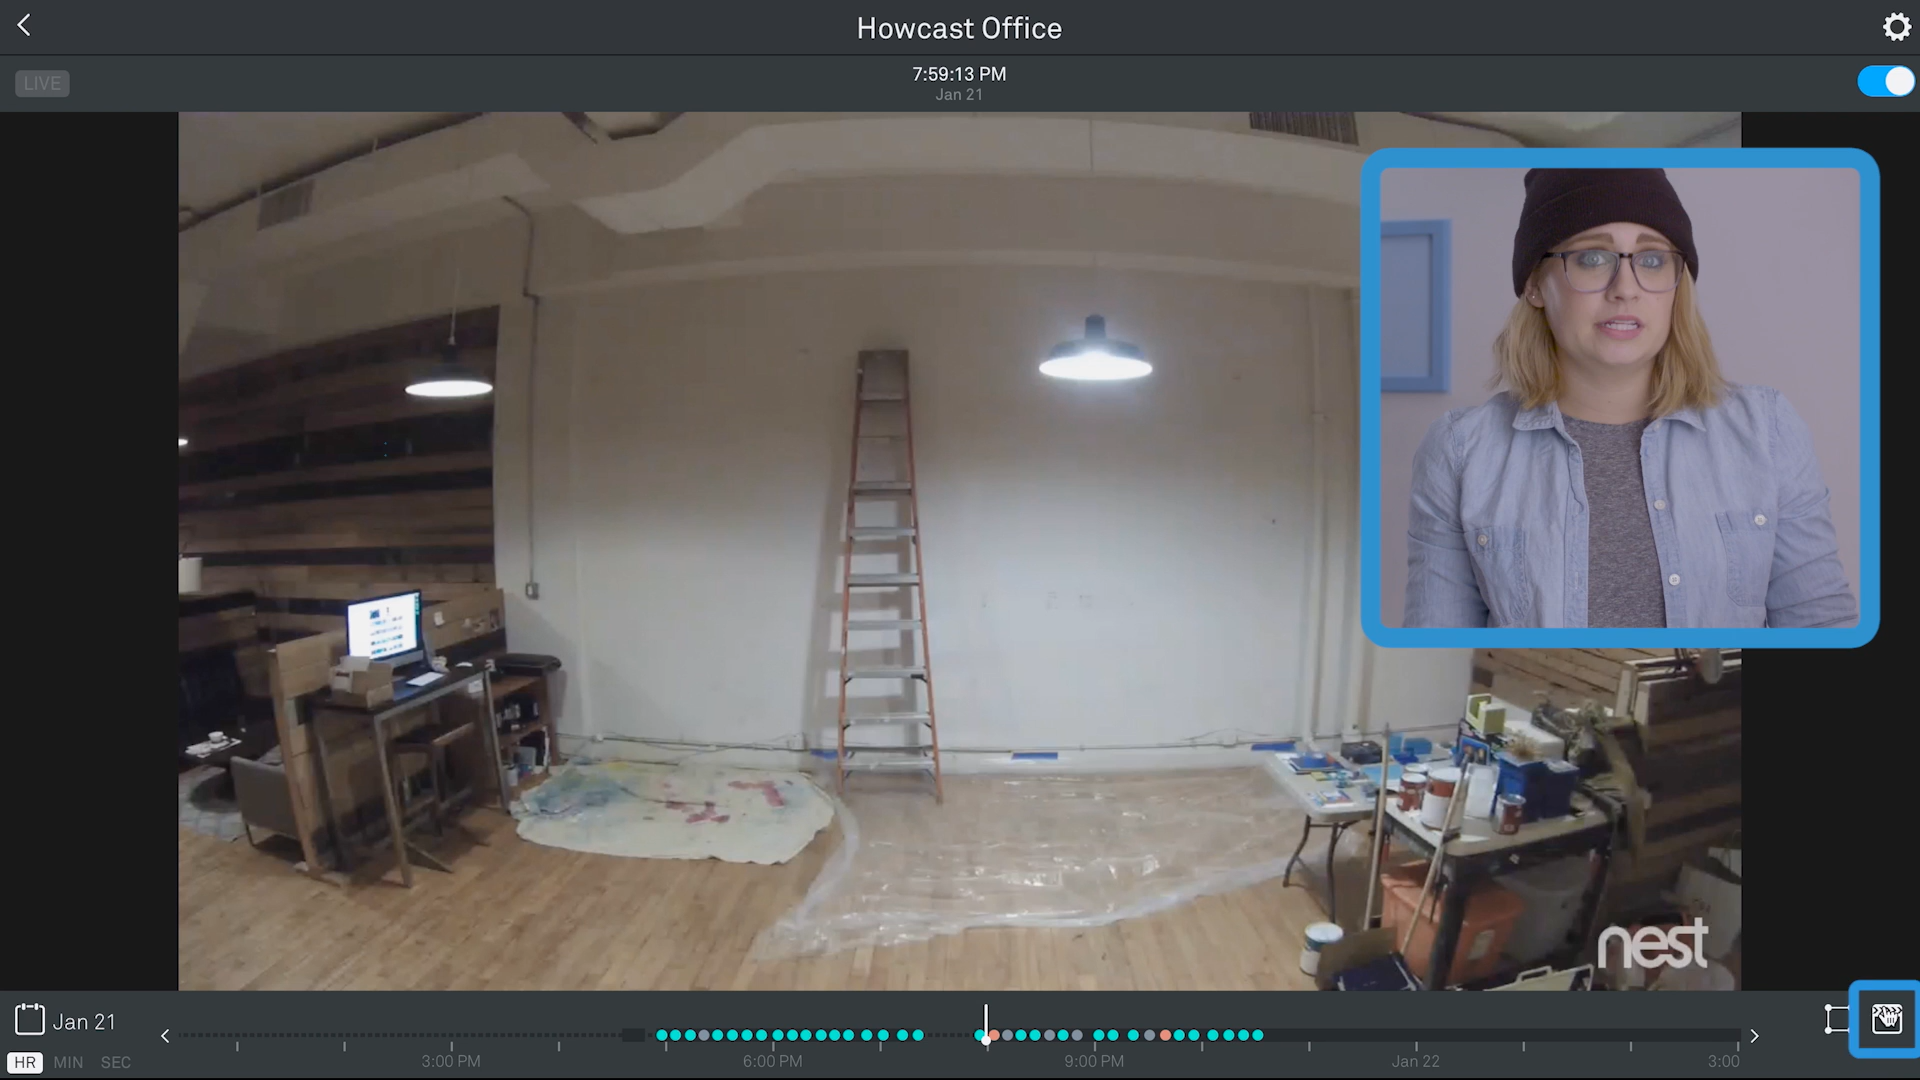 Howcast Office
LIVE
7:59:13 PM
Jan 21
nest
Jan 21
HR MIN SEC
3:00 PM
6:00 PM
9:00 PM
Jan 22
3:00